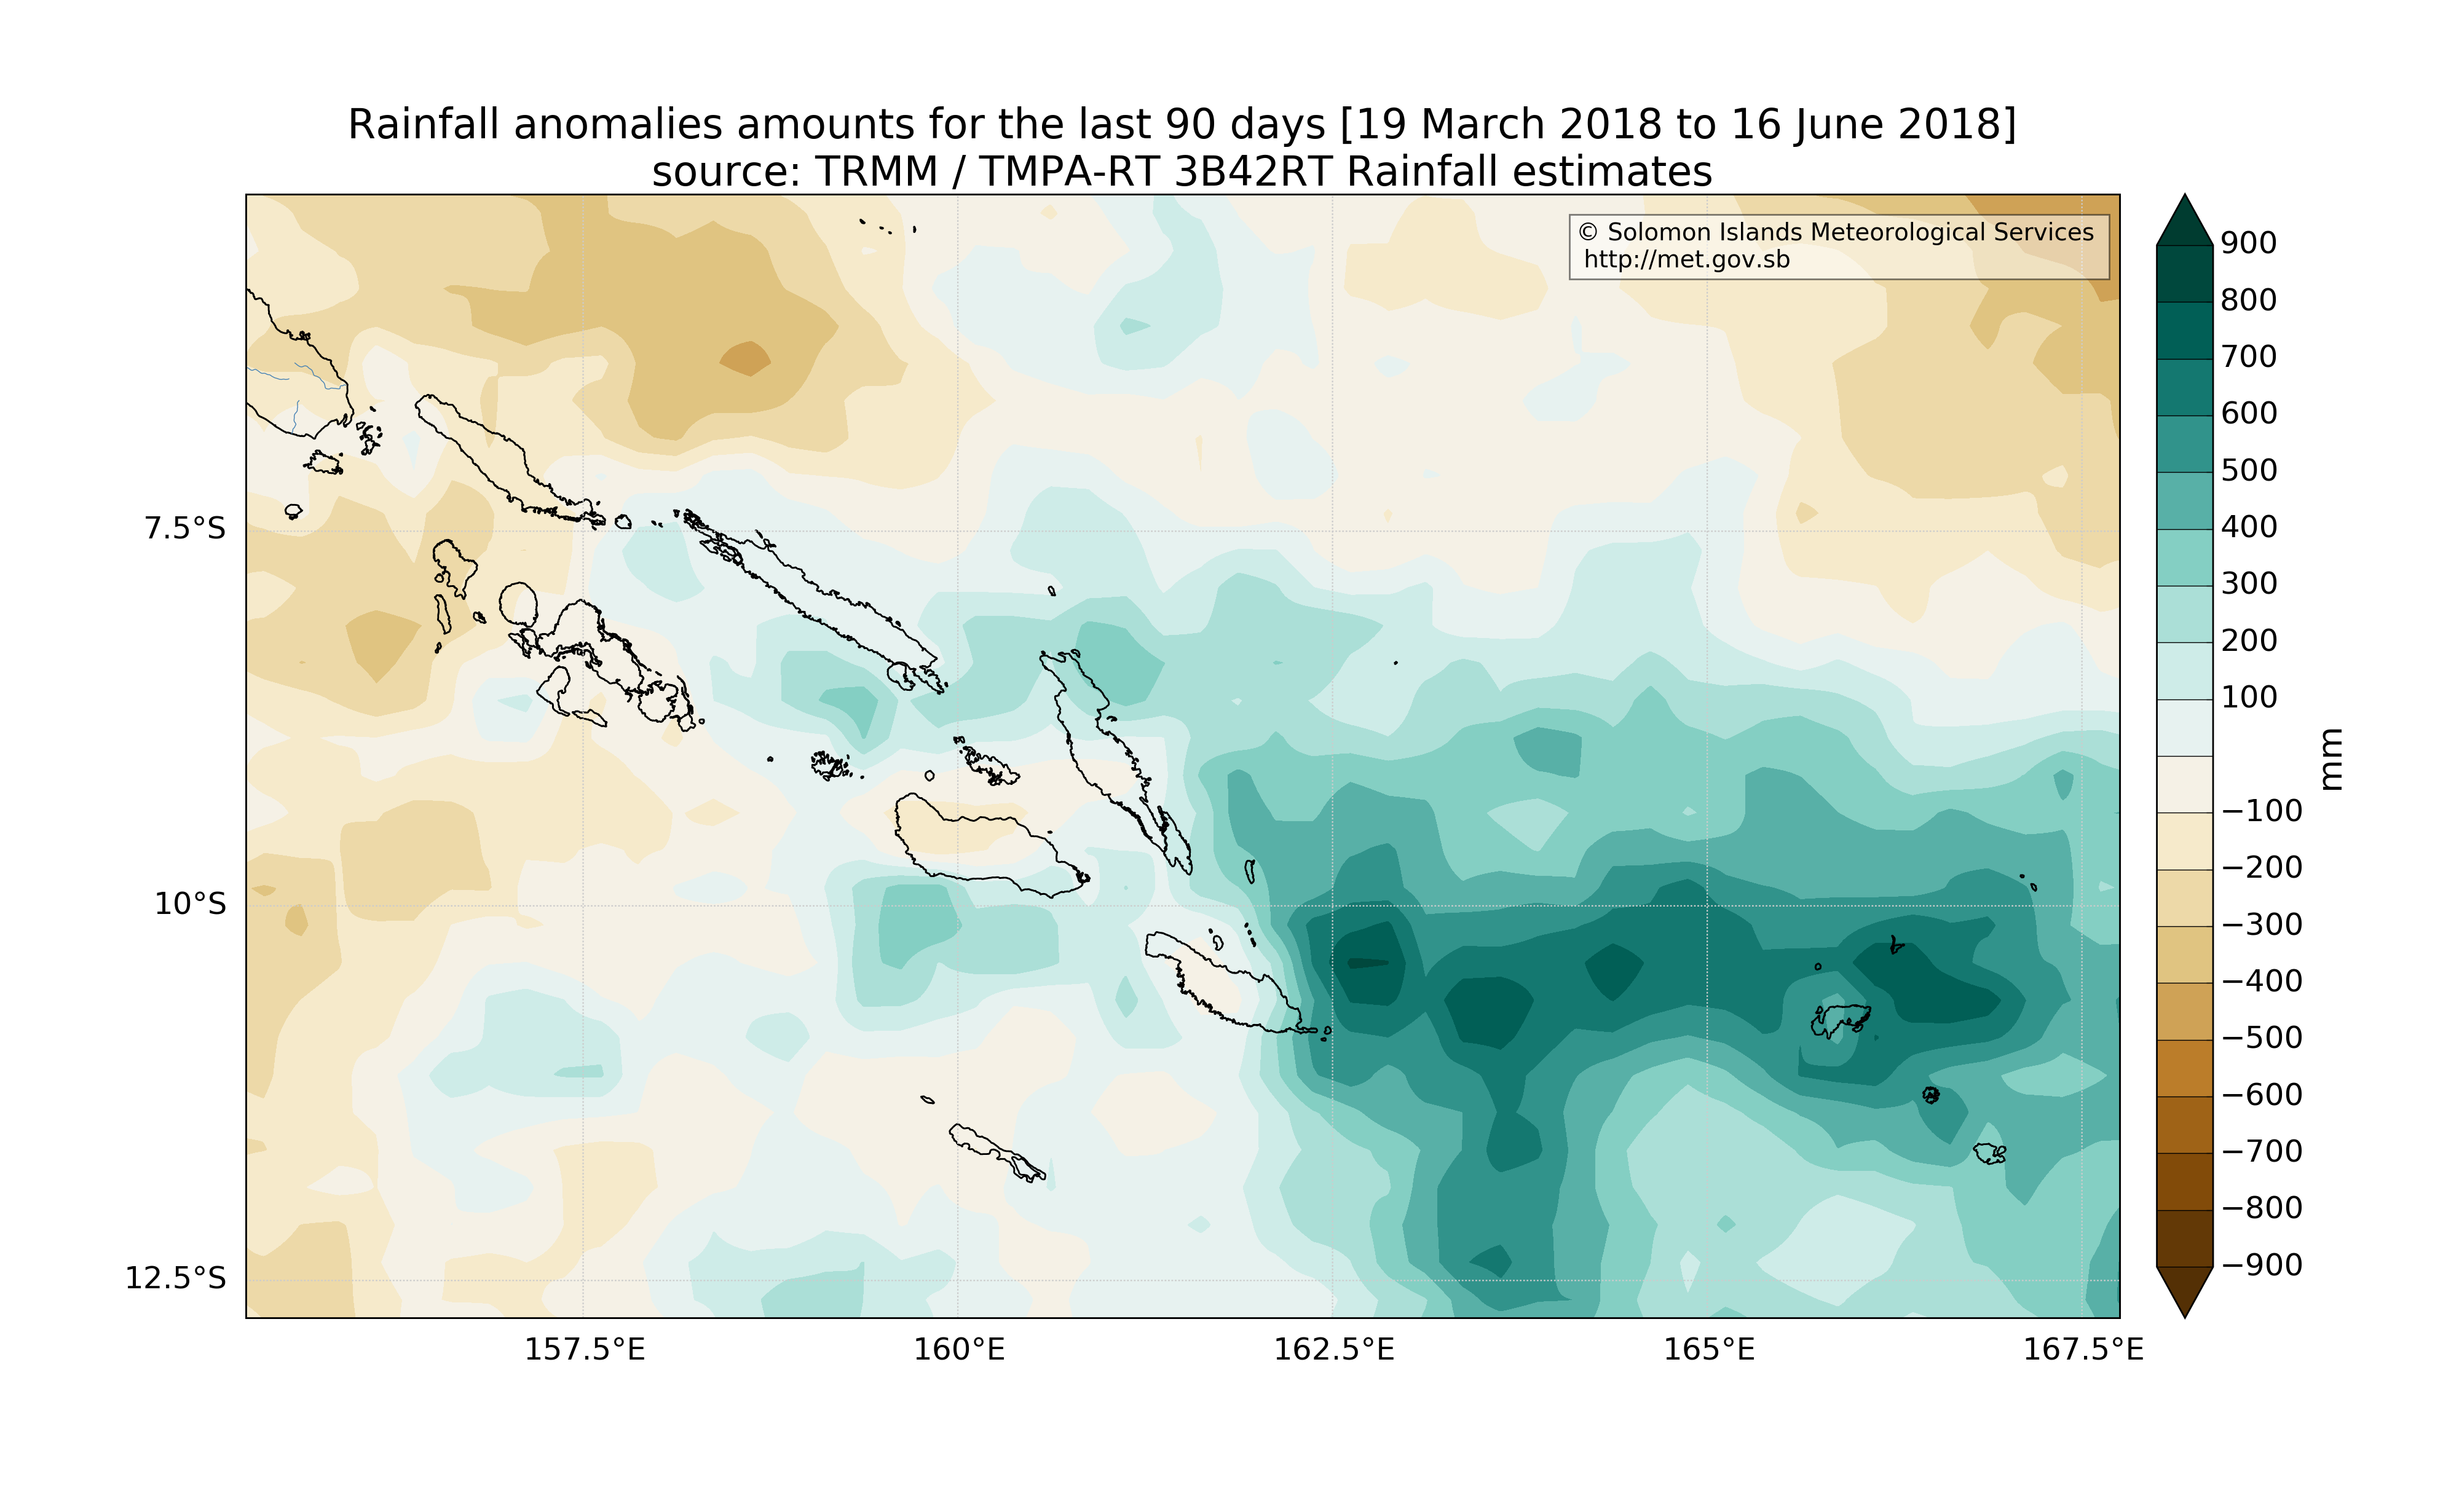 Rainfall anomalies amounts for the last 90 days [19 March 2018 to 16 June 2018]
source: TRMM / TMPA-RT 3B42RT Rainfall estimates
© Solomon Islands Meteorological Services
http://met.gov.sb
7.5°S
10°S
12.5°S
157.5°E
160°E
162.5°E
165°E
167.5°E
900
800
700
600
500
400
300
200
100
−100
−200
−300
−400
−500
−600
−700
−800
−900
mm